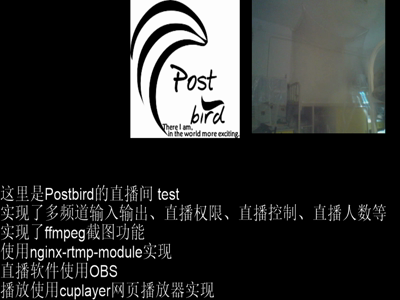 Post
bird
There I am,
in the world more exciting.
这里是Postbird的直播间 test
实现了多频道输入输出、直播权限、直播控制、直播人数等
实现了ffmpeg截图功能
使用nginx-rtmp-module实现
直播软件使用OBS
播放使用cuplayer网页播放器实现